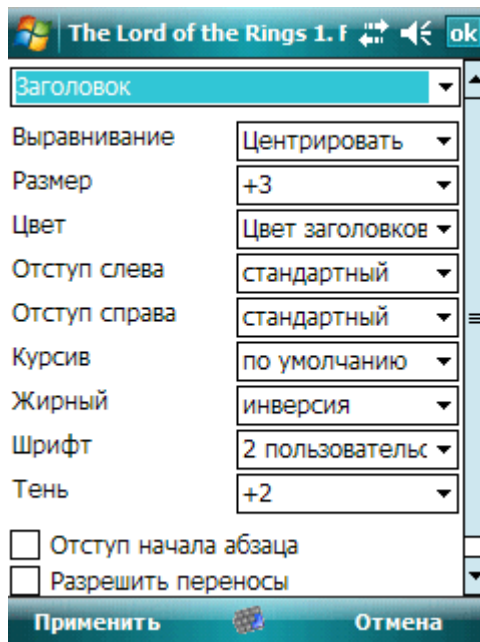 The Lord of the Rings 1. F ok
Заголовок
Выравнивание Центрировать
Размер +3
Цвет Цвет заголовков
Отступ слева стандартный
Отступ справа стандартный
Курсив по умолчанию
Жирный инверсия
Шрифт 2 пользовательс
Тень +2
Отступ начала абзаца
Разрешить переносы
Применить Отмена